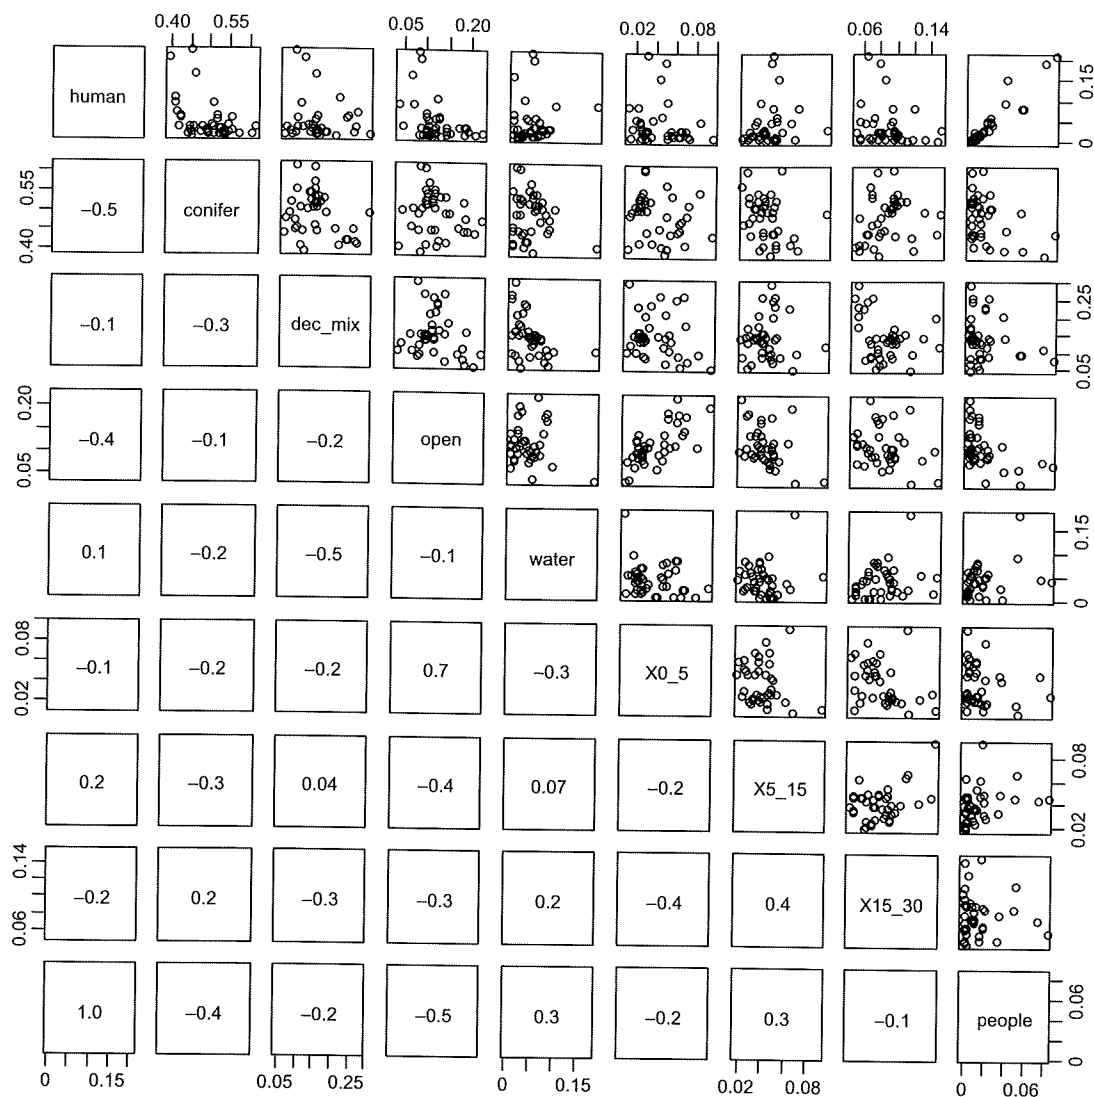 0.40 0.55 0.05 0.20 0.02 0.08 0.06 0.14
human 0 0.15
0.40 0.55 −0.5 conifer
−0.1 −0.3 dec_mix 0.05 0.25
0.05 0.20 −0.4 −0.1 −0.2 open
0.1 −0.2 −0.5 −0.1 water 0 0.15
0.02 0.08 −0.1 −0.2 −0.2 0.7 −0.3 X0_5
0.2 −0.3 0.04 −0.4 0.07 −0.2 X5_15 0.02 0.08
0.06 0.14 −0.2 0.2 −0.3 −0.3 0.2 −0.4 0.4 X15_30
1.0 −0.4 −0.2 −0.5 0.3 −0.2 0.3 −0.1 people 0 0.06
0 0.15 0.05 0.25 0 0.15 0.02 0.08 0 0.06